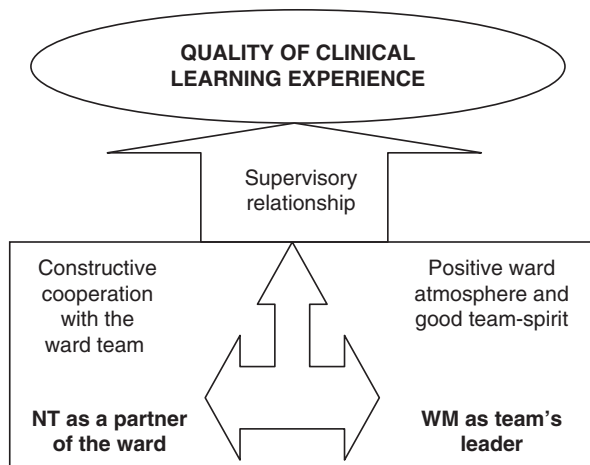 QUALITY OF CLINICAL
LEARNING EXPERIENCE
Supervisory
relationship
Constructive
cooperation
with the
ward team
Positive ward
atmosphere and
good team-spirit
NT as a partner
of the ward
WM as team's
leader